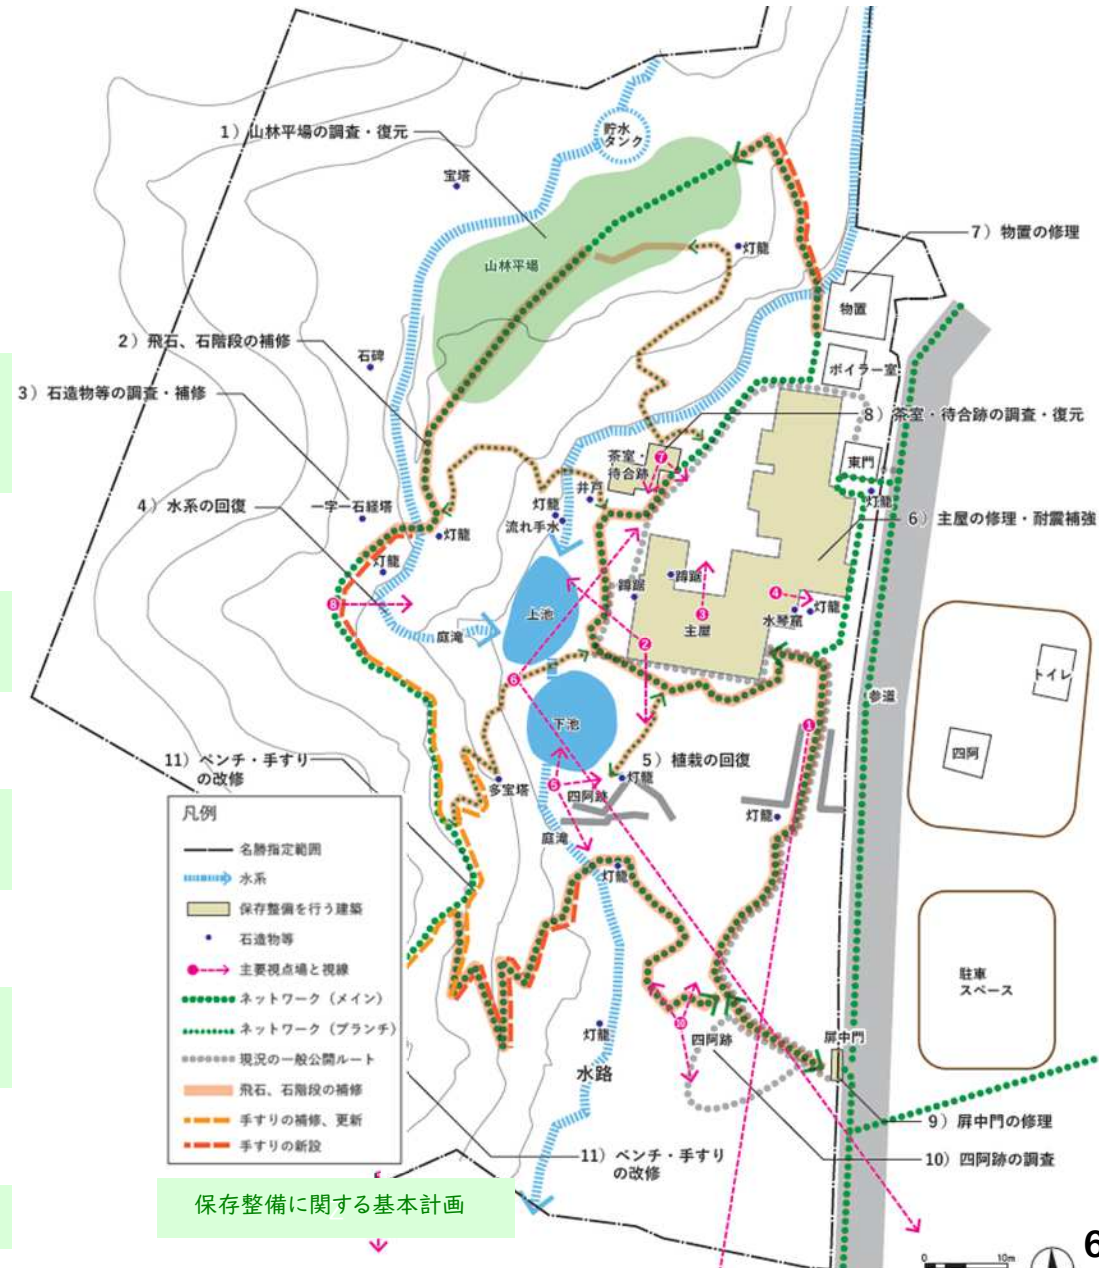 1）山林平場の調査・復元
貯水
タンク
宝塔
7）物置の修理
灯籠
山林平場
物置
2）飛石、石階段の補修
石碑
ボイラー室
3）石造物等の調査・補修
8）茶室・待合跡の調査・復元
茶室・
待合跡
7
東門
4）水系の回復
一字一石経塔
灯籠
井戸
灯籠
流れ手水
灯籠
6）主屋の修理・耐震補強
灯籠
蹲踞
蹲踞
8
上池
3
4
灯籠
水琴窟
庭滝
主屋
2
トイレ
6
参道
下池
1
四阿
11）ベンチ・手すり
の改修
5）植栽の回復
多宝塔
5
四阿跡
灯籠
灯籠
庭滝
灯籠
凡例
名勝指定範囲
水系
保存整備を行う建築
石造物等
主要視点場と視線
ネットワーク（メイン）
ネットワーク（ブランチ）
現況の一般公開ルート
飛石、石階段の補修
手すりの補修、更新
手すりの新設
駐車
スペース
灯籠
10
四阿跡
屏中門
水路
9）屏中門の修理
11）ベンチ・手すり
の改修
10）四阿跡の調査
保存整備に関する基本計画
6
0
10m